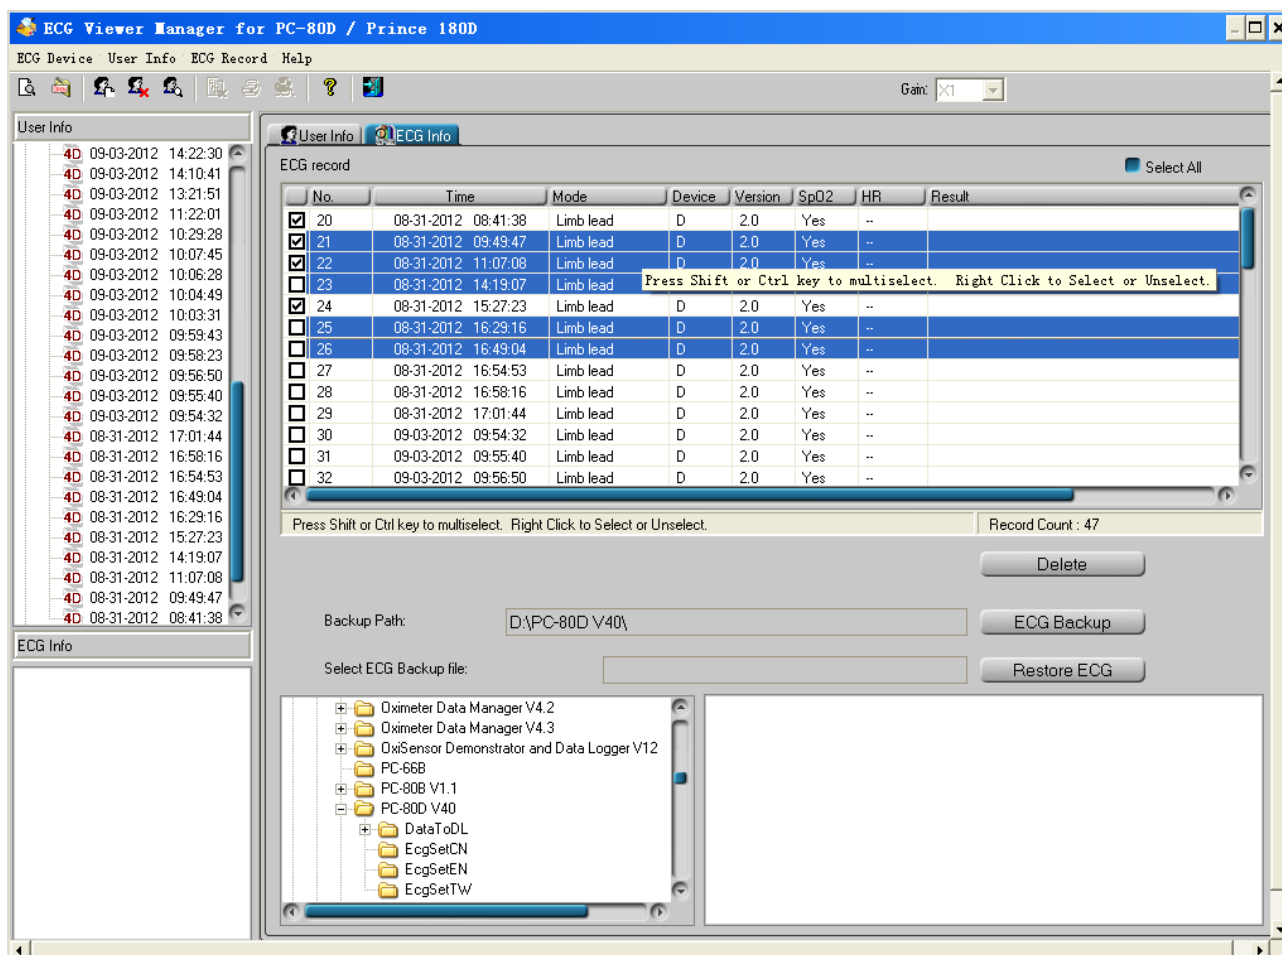 ECG Viewer Manager for PC-80D / Prince 180D
ECG Device User Info ECG Record Help
Gain: X1
User Info
4D 09-03-2012 14:22:30
4D 09-03-2012 14:10:41
4D 09-03-2012 13:21:51
4D 09-03-2012 11:22:01
4D 09-03-2012 10:29:28
4D 09-03-2012 10:07:45
4D 09-03-2012 10:06:28
4D 09-03-2012 10:04:49
4D 09-03-2012 10:03:31
4D 09-03-2012 09:59:43
4D 09-03-2012 09:58:23
4D 09-03-2012 09:56:50
4D 09-03-2012 09:55:40
4D 09-03-2012 09:54:32
4D 08-31-2012 17:01:44
4D 08-31-2012 16:58:16
4D 08-31-2012 16:54:53
4D 08-31-2012 16:49:04
4D 08-31-2012 16:29:16
4D 08-31-2012 15:27:23
4D 08-31-2012 14:19:07
4D 08-31-2012 11:07:08
4D 08-31-2012 09:49:47
4D 08-31-2012 08:41:38
ECG Info
User Info ECG Info
ECG record Select All
No. Time Mode Device Version SpO2 HR Result
20 08-31-2012 08:41:38 Limb lead D 2.0 Yes --
21 08-31-2012 09:49:47 Limb lead D 2.0 Yes --
22 08-31-2012 11:07:08 Limb lead D 2.0 Yes --
23 08-31-2012 14:19:07 Limb lead
Press Shift or Ctrl key to multiselect. Right Click to Select or Unselect.
24 08-31-2012 15:27:23 Limb lead D 2.0 Yes --
25 08-31-2012 16:29:16 Limb lead D 2.0 Yes --
26 08-31-2012 16:49:04 Limb lead D 2.0 Yes --
27 08-31-2012 16:54:53 Limb lead D 2.0 Yes --
28 08-31-2012 16:58:16 Limb lead D 2.0 Yes --
29 08-31-2012 17:01:44 Limb lead D 2.0 Yes --
30 09-03-2012 09:54:32 Limb lead D 2.0 Yes --
31 09-03-2012 09:55:40 Limb lead D 2.0 Yes --
32 09-03-2012 09:56:50 Limb lead D 2.0 Yes --
Press Shift or Ctrl key to multiselect. Right Click to Select or Unselect. Record Count : 47
Delete
Backup Path: D:\PC-80D V40\ ECG Backup
Select ECG Backup file: Restore ECG
Oximeter Data Manager V4.2
Oximeter Data Manager V4.3
OxiSensor Demonstrator and Data Logger V12
PC-66B
PC-80B V1.1
PC-80D V40
DataToDL
EcgSetCN
EcgSetEN
EcgSetTW